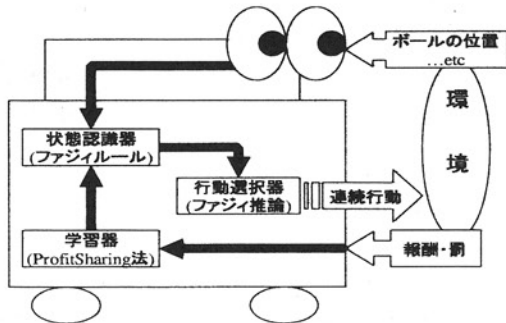 ボールの位置
…etc
環
境
状態認識器
(ファジィルール)
行動選択器
(ファジィ推論)
連続行動
学習器
(ProfitSharing法)
報酬・罰